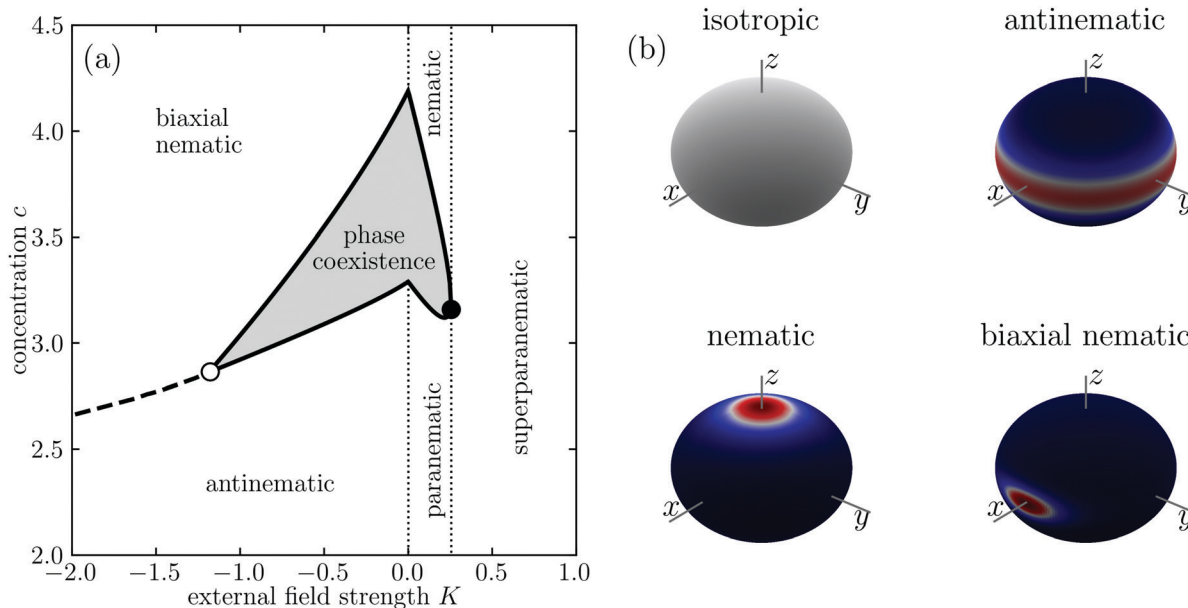 (a)
concentration c
4.5
4.0
3.5
3.0
2.5
2.0
biaxial
nematic
nematic
phase
coexistence
antinematic
paranematic
superparanematic
−2.0 −1.5 −1.0 −0.5 0.0 0.5 1.0
external field strength K
(b)
isotropic
z
x
y
antinematic
z
x
y
nematic
z
x
y
biaxial nematic
z
x
y